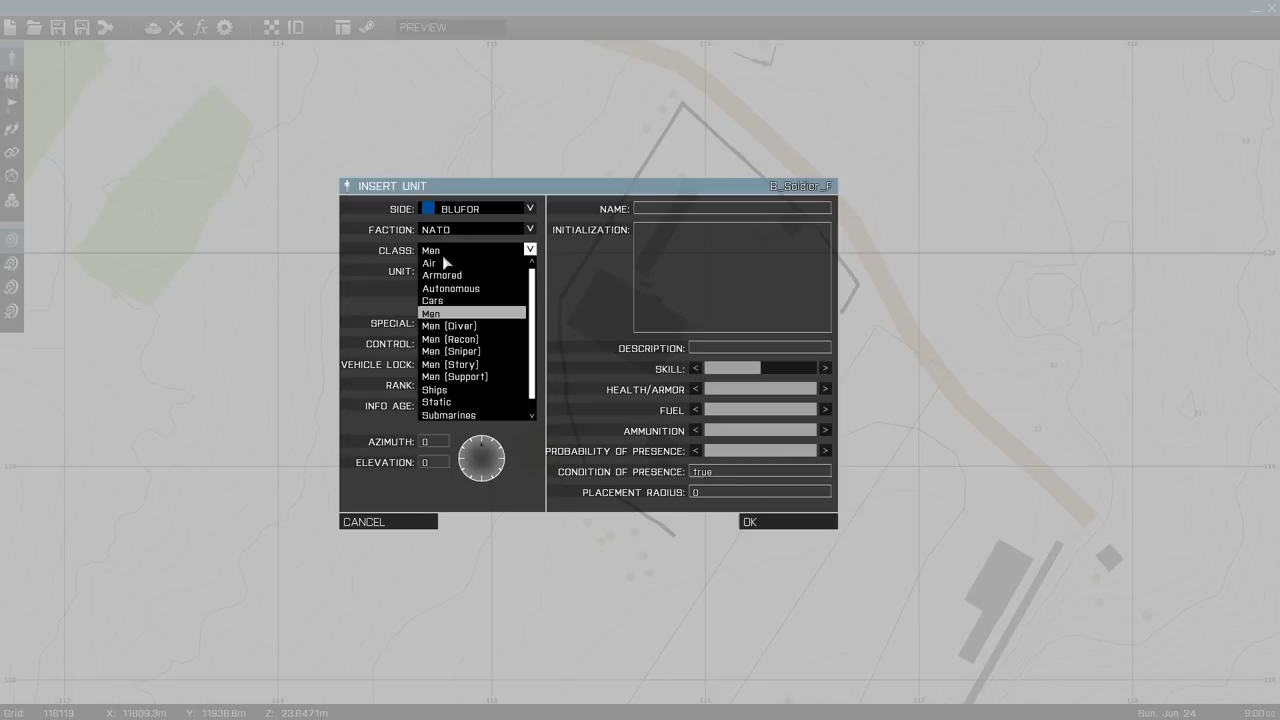 PREVIEW
INSERT UNIT
B_Soldier_F
SIDE: BLUFOR
FACTION: NATO
CLASS: Men
Air
UNIT:
Armored
Autonomous
Cars
Men
SPECIAL:
Men (Diver)
CONTROL:
Men (Recon)
Men (Sniper)
VEHICLE LOCK:
Men (Story)
Men (Support)
RANK:
Ships
Static
INFO AGE:
Submarines
AZIMUTH: 0
ELEVATION: 0
NAME:
INITIALIZATION:
DESCRIPTION:
SKILL:
HEALTH/ARMOR
FUEL
AMMUNITION
PROBABILITY OF PRESENCE:
CONDITION OF PRESENCE: true
PLACEMENT RADIUS: 0
CANCEL
OK
Grid: 118119 X: 11809.3m Y: 11938.8m Z: 23.6471m
Sun, Jun 24 9:00